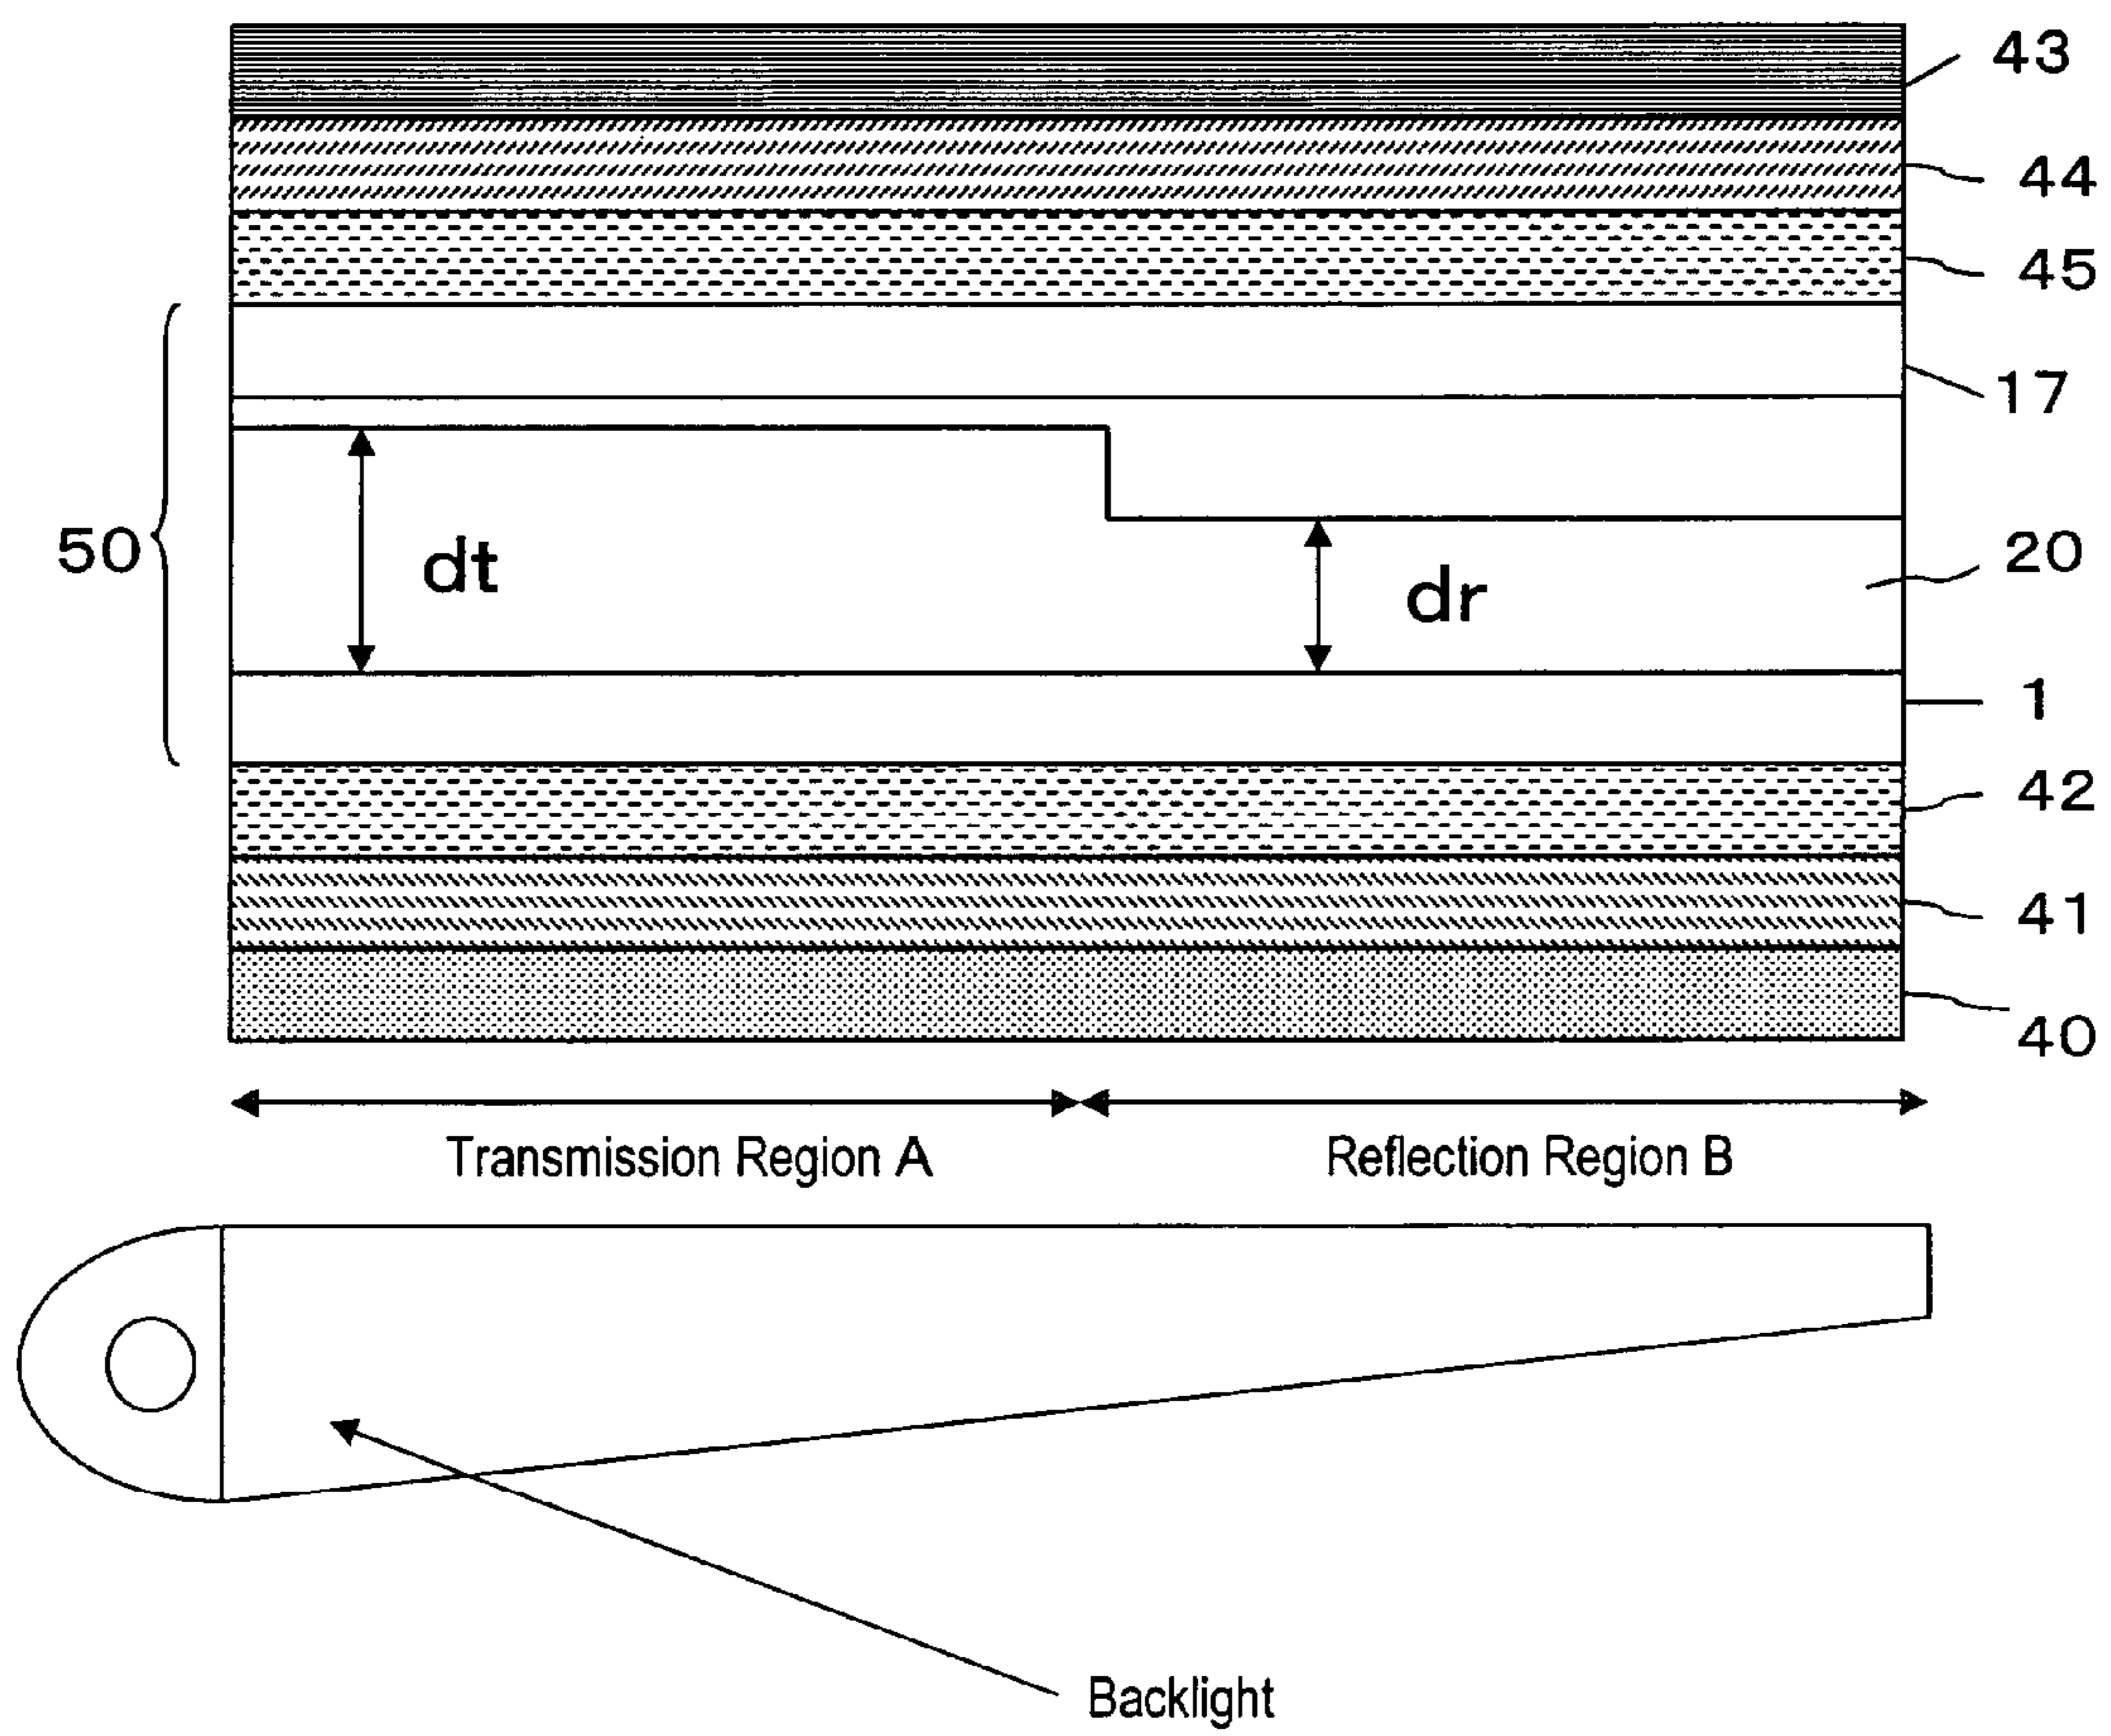 43
44
45
17
50
dt
dr
20
1
42
41
40
Transmission Region A
Reflection Region B
Backlight